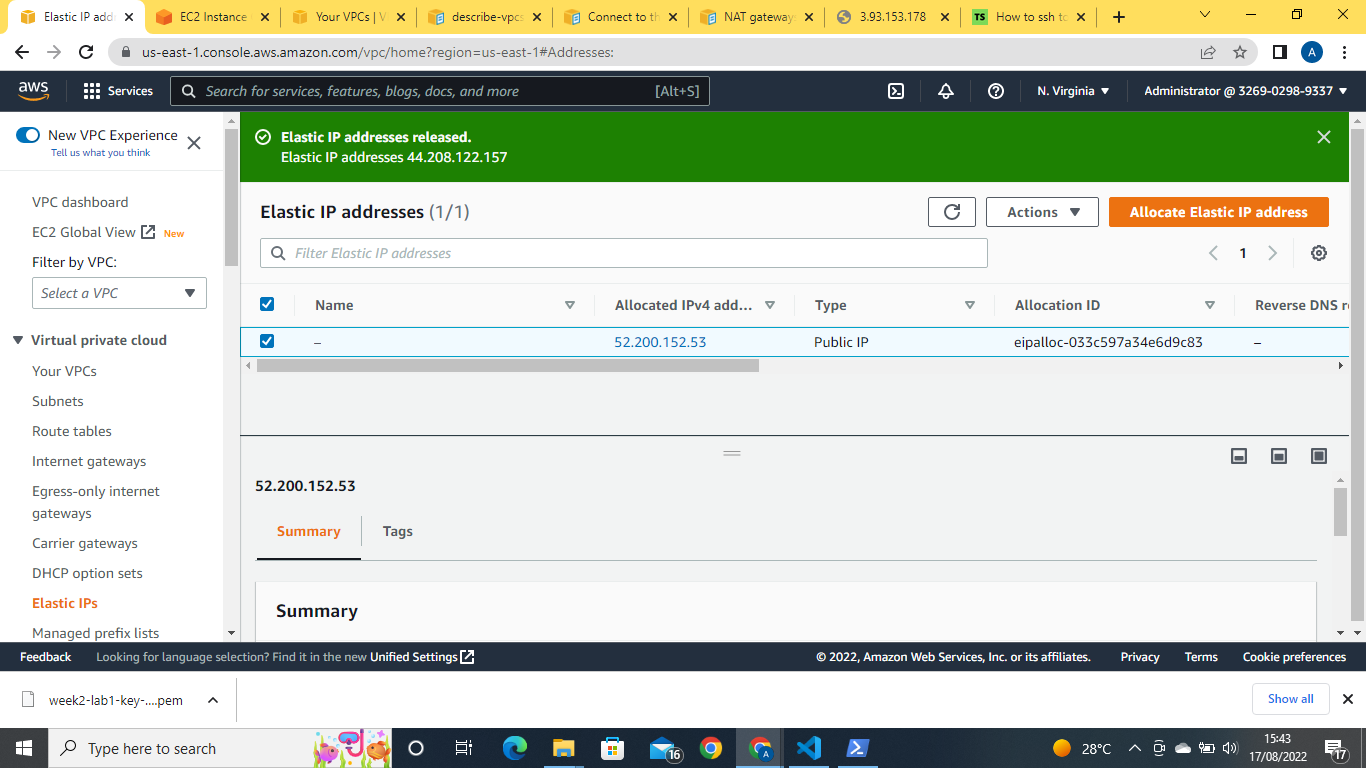 Elastic IP add
EC2 Instance
Your VPCs | V
describe-vpcs
Connect to th
NAT gateway
3.93.153.178
TS
How to ssh to
us-east-1.console.aws.amazon.com/vpc/home?region=us-east-1#Addresses:
A
aws
Services
Search for services, features, blogs, docs, and more
[Alt+S]
N. Virginia
Administrator @ 3269-0298-9337
New VPC Experience
Tell us what you think
VPC dashboard
EC2 Global View
New
Filter by VPC:
Select a VPC
Virtual private cloud
Your VPCs
Subnets
Route tables
Internet gateways
Egress-only internet
gateways
Carrier gateways
DHCP option sets
Elastic IPs
Managed prefix lists
Elastic IP addresses released.
Elastic IP addresses 44.208.122.157
Elastic IP addresses (1/1)
Actions
Allocate Elastic IP address
Filter Elastic IP addresses
1
Name
Allocated IPv4 add...
Type
Allocation ID
Reverse DNS re
–
52.200.152.53
Public IP
eipalloc-033c597a34e6d9c83
–
52.200.152.53
Summary
Tags
Summary
Feedback
Looking for language selection? Find it in the new Unified Settings
© 2022, Amazon Web Services, Inc. or its affiliates.
Privacy
Terms
Cookie preferences
week2-lab1-key-....pem
Show all
Type here to search
16
A
28°C
15:43
17/08/2022
17